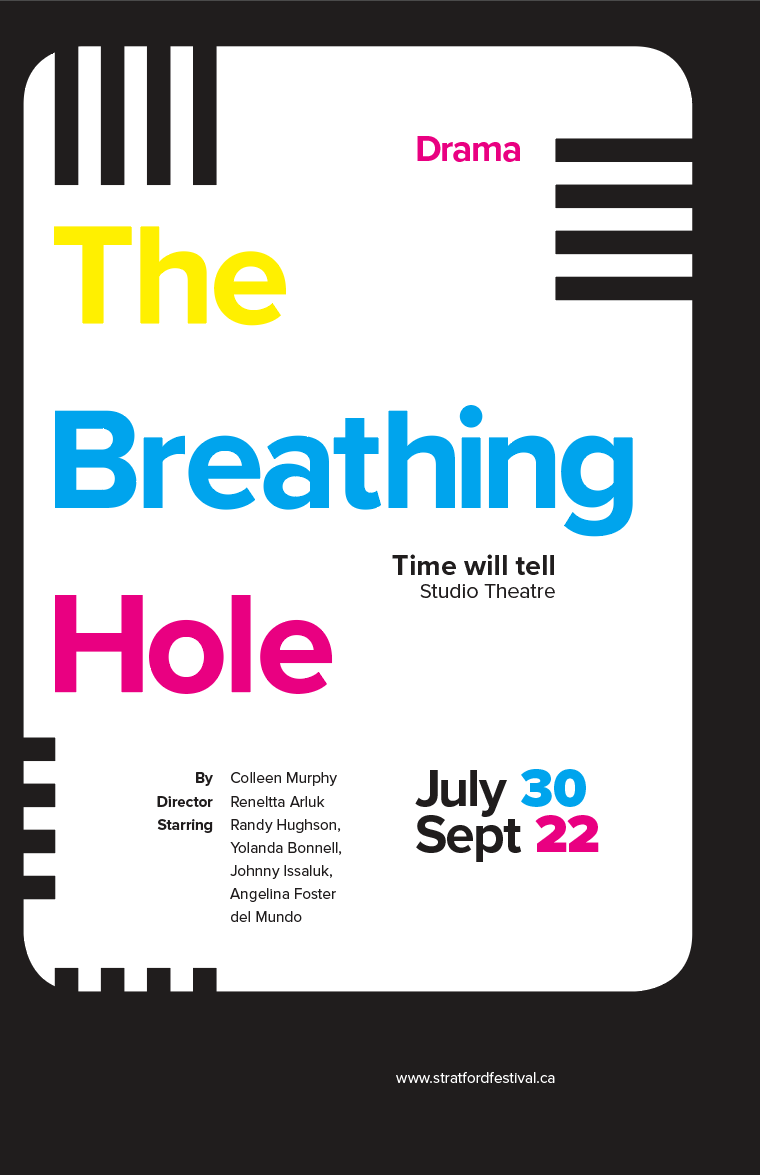 Drama
The
Breathing
Hole
Time will tell
Studio Theatre
By Colleen Murphy
Director Reneltta Arluk
Starring Randy Hughson,
Yolanda Bonnell,
Johnny Issaluk,
Angelina Foster
del Mundo
July 30
Sept 22
www.stratfordfestival.ca